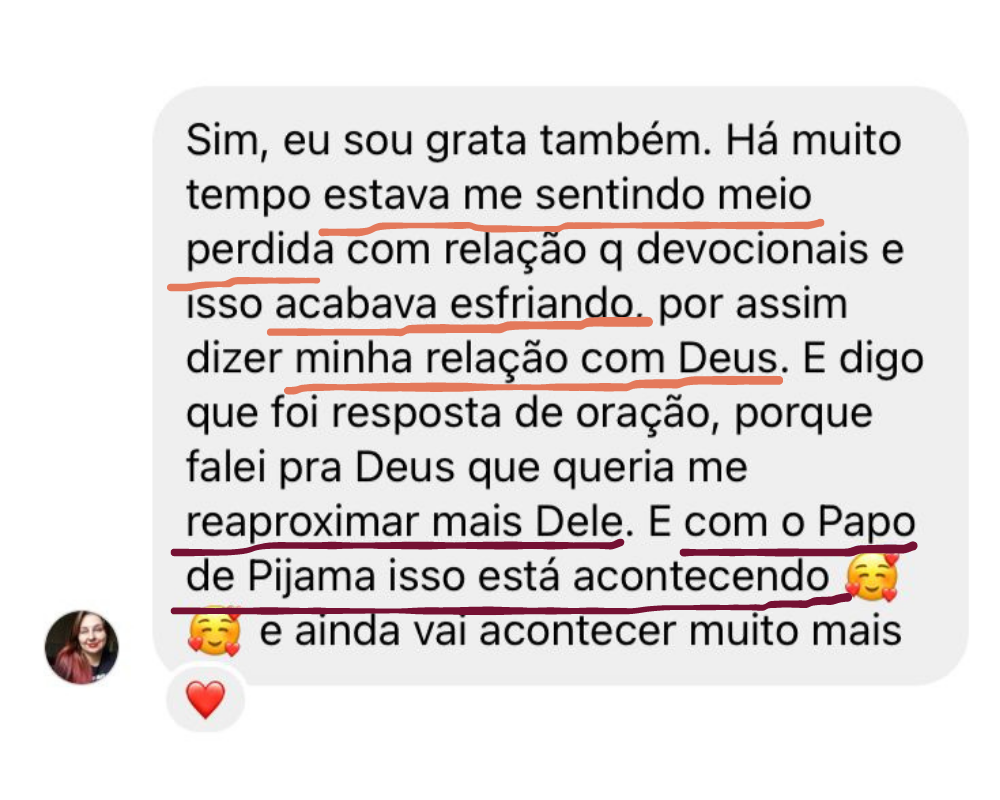 Sim, eu sou grata também. Há muito
tempo estava me sentindo meio
perdida com relação q devocionais e
isso acabava esfriando, por assim
dizer minha relação com Deus. E digo
que foi resposta de oração, porque
falei pra Deus que queria me
reaproximar mais Dele. E com o Papo
de Pijama isso está acontecendo 🥰
🥰 e ainda vai acontecer muito mais